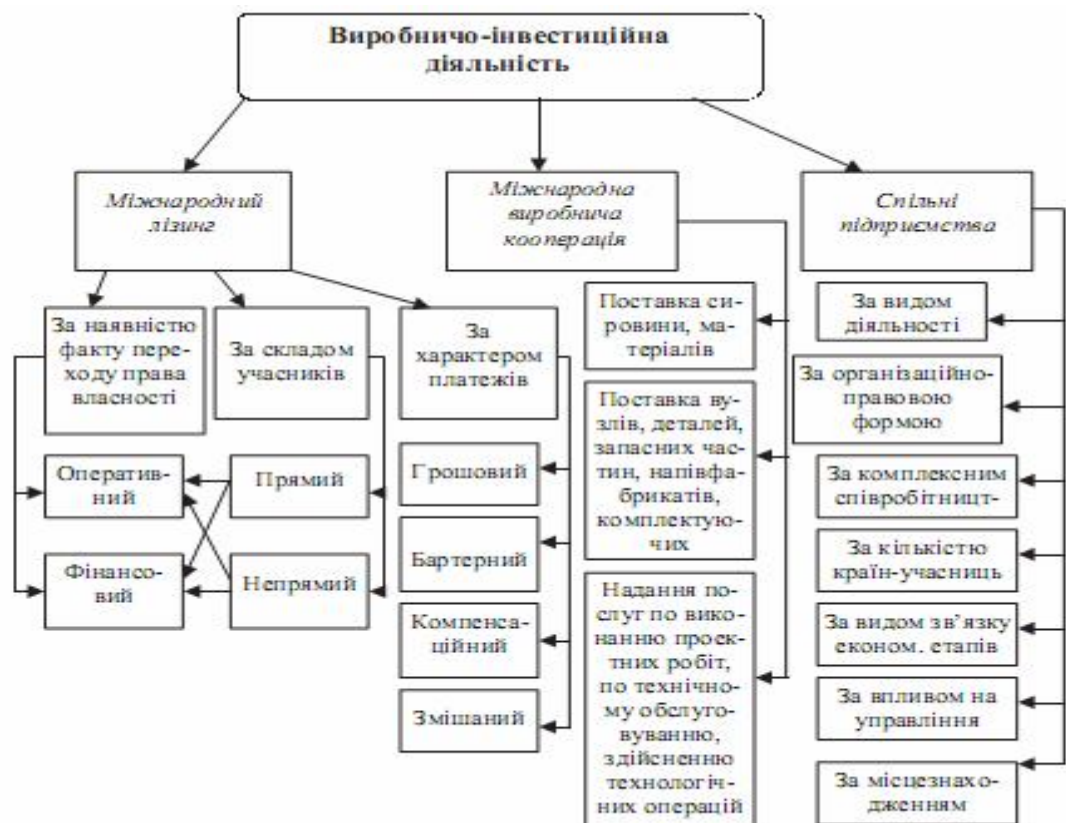 Виробничо-інвестиційна
діяльність
Міжнародний
лізинг
Міжнародна
виробнича
кооперація
Спільні
підприємства
За наявністю
факту пере-
ходу права
власності
За складом
учасників
За
характером
платежів
Оператив-
ний
Фінансо-
вий
Прямий
Непрямий
Грошовий
Бартерний
Компенса-
ційний
Змішаний
Поставка си-
ровини, ма-
теріалів
Поставка ву-
злів, деталей,
запасних час-
тин, напівфа-
брикатів,
комплектую-
чих
Надання по-
слуг по вико-
нанню проек-
тних робіт,
по технічно-
му обслуго-
вуванню,
здійсненню
технологіч-
них операцій
За видом
діяльності
За організаційно-
правовою
формою
За комплексним
співробітницт-
За кількістю
країн-учасниць
За видом зв’язку
економ. етапів
За впливом на
управління
За місцезнахо-
дженням